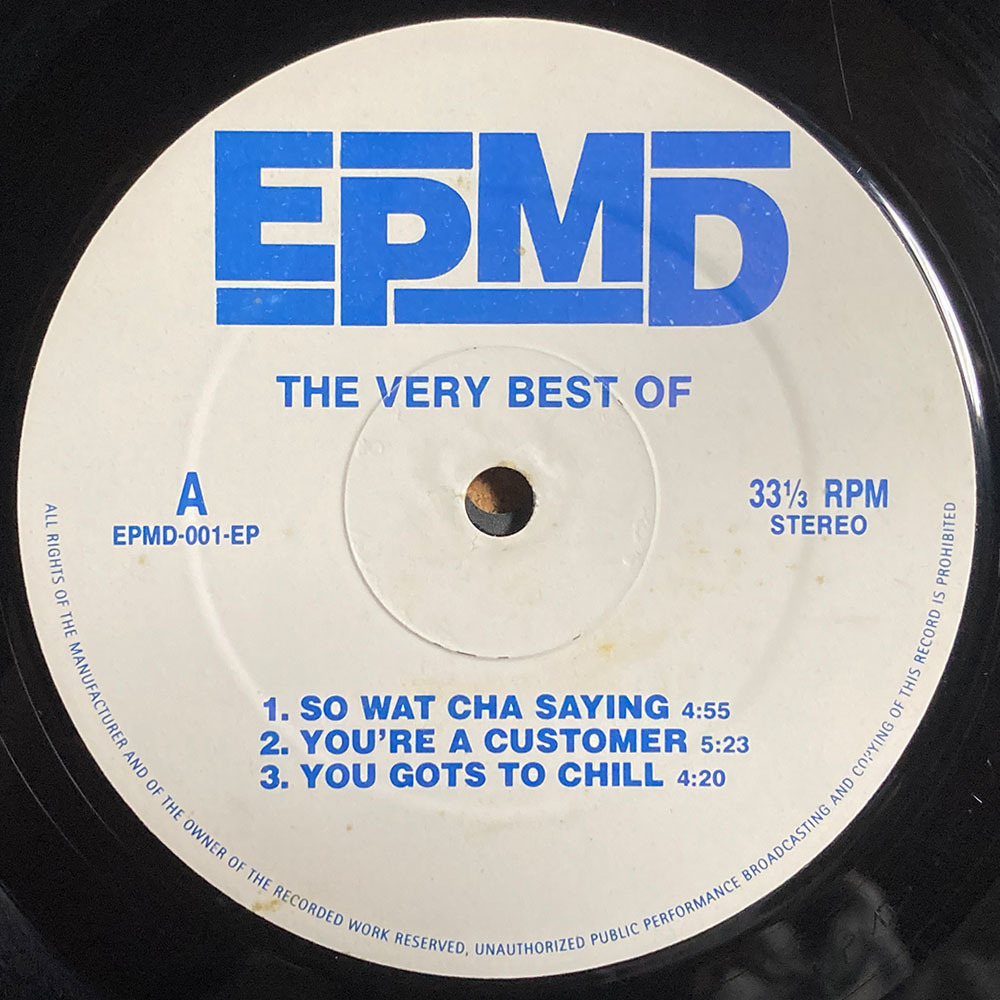 EPMD
THE VERY BEST OF
A
EPMD-001-EP
33⅓ RPM
STEREO
1. SO WAT CHA SAYING 4:55
2. YOU'RE A CUSTOMER 5:23
3. YOU GOTS TO CHILL 4:20
ALL RIGHTS OF THE MANUFACTURER AND OF THE OWNER OF THE RECORDED WORK RESERVED, UNAUTHORIZED PUBLIC PERFORMANCE BROADCASTING AND COPYING OF THIS RECORD IS PROHIBITED